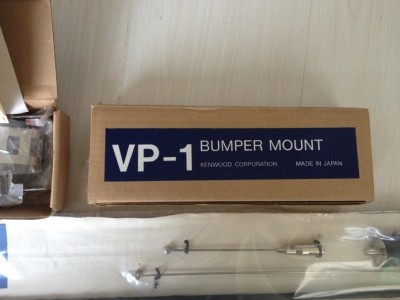 VP-1
BUMPER MOUNT
KENWOOD CORPORATION MADE IN JAPAN